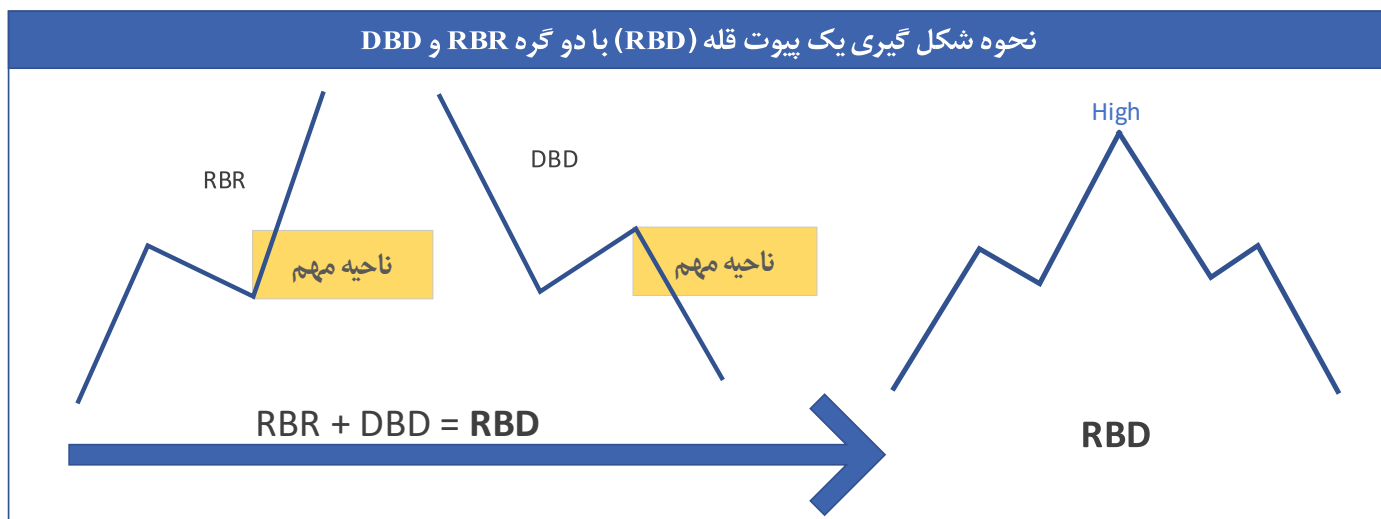 نحوه شکل گیری یک پیوت قله (RBD) با دو گره RBR و DBD
High
DBD
RBR
ناحیه مهم
ناحیه مهم
RBR + DBD = RBD
RBD